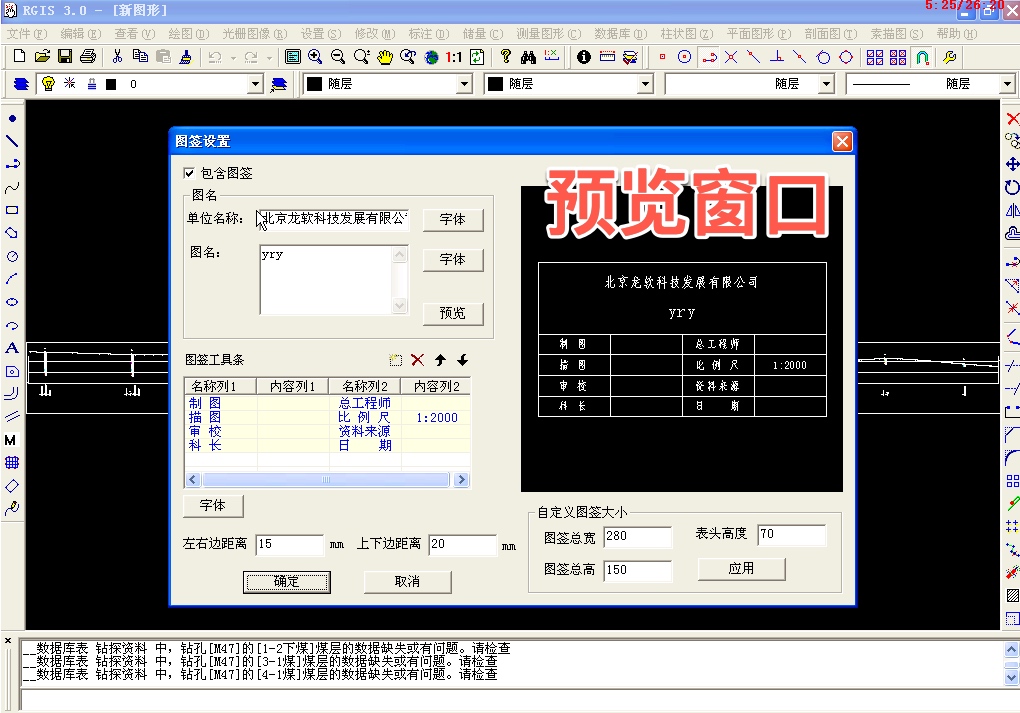 5:25/26:20
RGIS 3.0 - [新图形]
文件(F) 编辑(E) 查看(V) 绘图(D) 光栅图像(R) 设置(S) 修改(M) 标注(D) 储量(C) 测量图形(C) 数据库(D) 柱状图(Z) 平面图形(P) 剖面图(T) 素描图(S) 帮助(H)
1:1
0 随层 随层 随层 随层
图签设置
包含图签
预览窗口
图名
单位名称: 北京龙软科技发展有限公 字体
图名: yry 字体
预览
北京龙软科技发展有限公司
yry
制 图 总工程师
描 图 比 例 尺 1:2000
审 校 资料来源
科 长 日 期
图签工具条
名称列1 内容列1 名称列2 内容列2
制 图 总工程师
描 图 比 例 尺 1:2000
审 校 资料来源
科 长 日 期
字体
自定义图签大小
图签总宽 280 表头高度 70
图签总高 150 应用
左右边距离 15 mm 上下边距离 20 mm
确定 取消
A
M
__数据库表 钻探资料 中, 钻孔[M47]的[1-2下煤]煤层的数据缺失或有问题。请检查
__数据库表 钻探资料 中, 钻孔[M47]的[3-1煤]煤层的数据缺失或有问题。请检查
__数据库表 钻探资料 中, 钻孔[M47]的[4-1煤]煤层的数据缺失或有问题。请检查